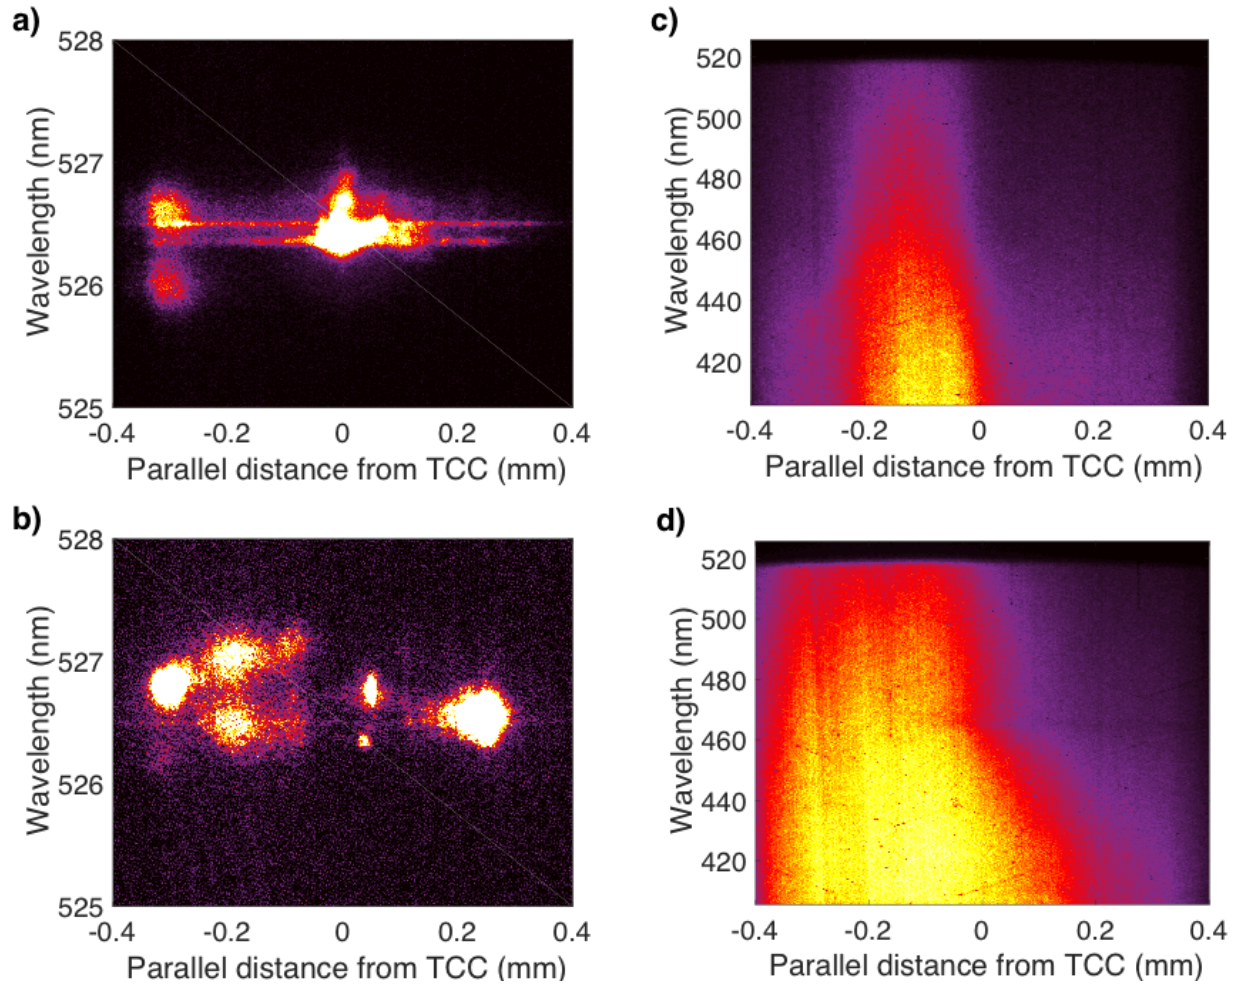 a)
528
527
526
525
Wavelength (nm)
-0.4 -0.2 0 0.2 0.4
Parallel distance from TCC (mm)
c)
520
500
480
460
440
420
Wavelength (nm)
-0.4 -0.2 0 0.2 0.4
Parallel distance from TCC (mm)
b)
528
527
526
525
Wavelength (nm)
-0.4 -0.2 0 0.2 0.4
Parallel distance from TCC (mm)
d)
520
500
480
460
440
420
Wavelength (nm)
-0.4 -0.2 0 0.2 0.4
Parallel distance from TCC (mm)